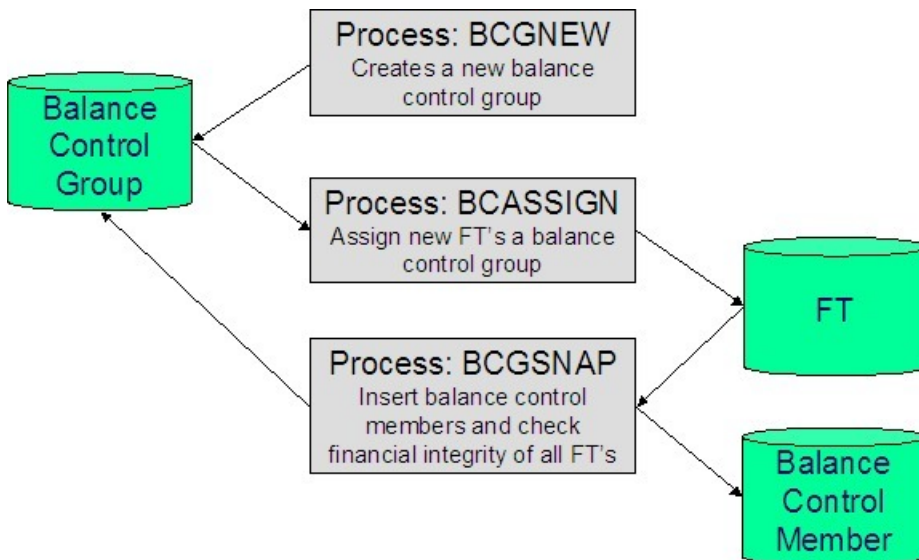 Process: BCGNEW
Creates a new balance
control group
Balance
Control
Group
Process: BCASSIGN
Assign new FT's a balance
control group
FT
Process: BCGSNAP
Insert balance control
members and check
financial integrity of all FT's
Balance
Control
Member